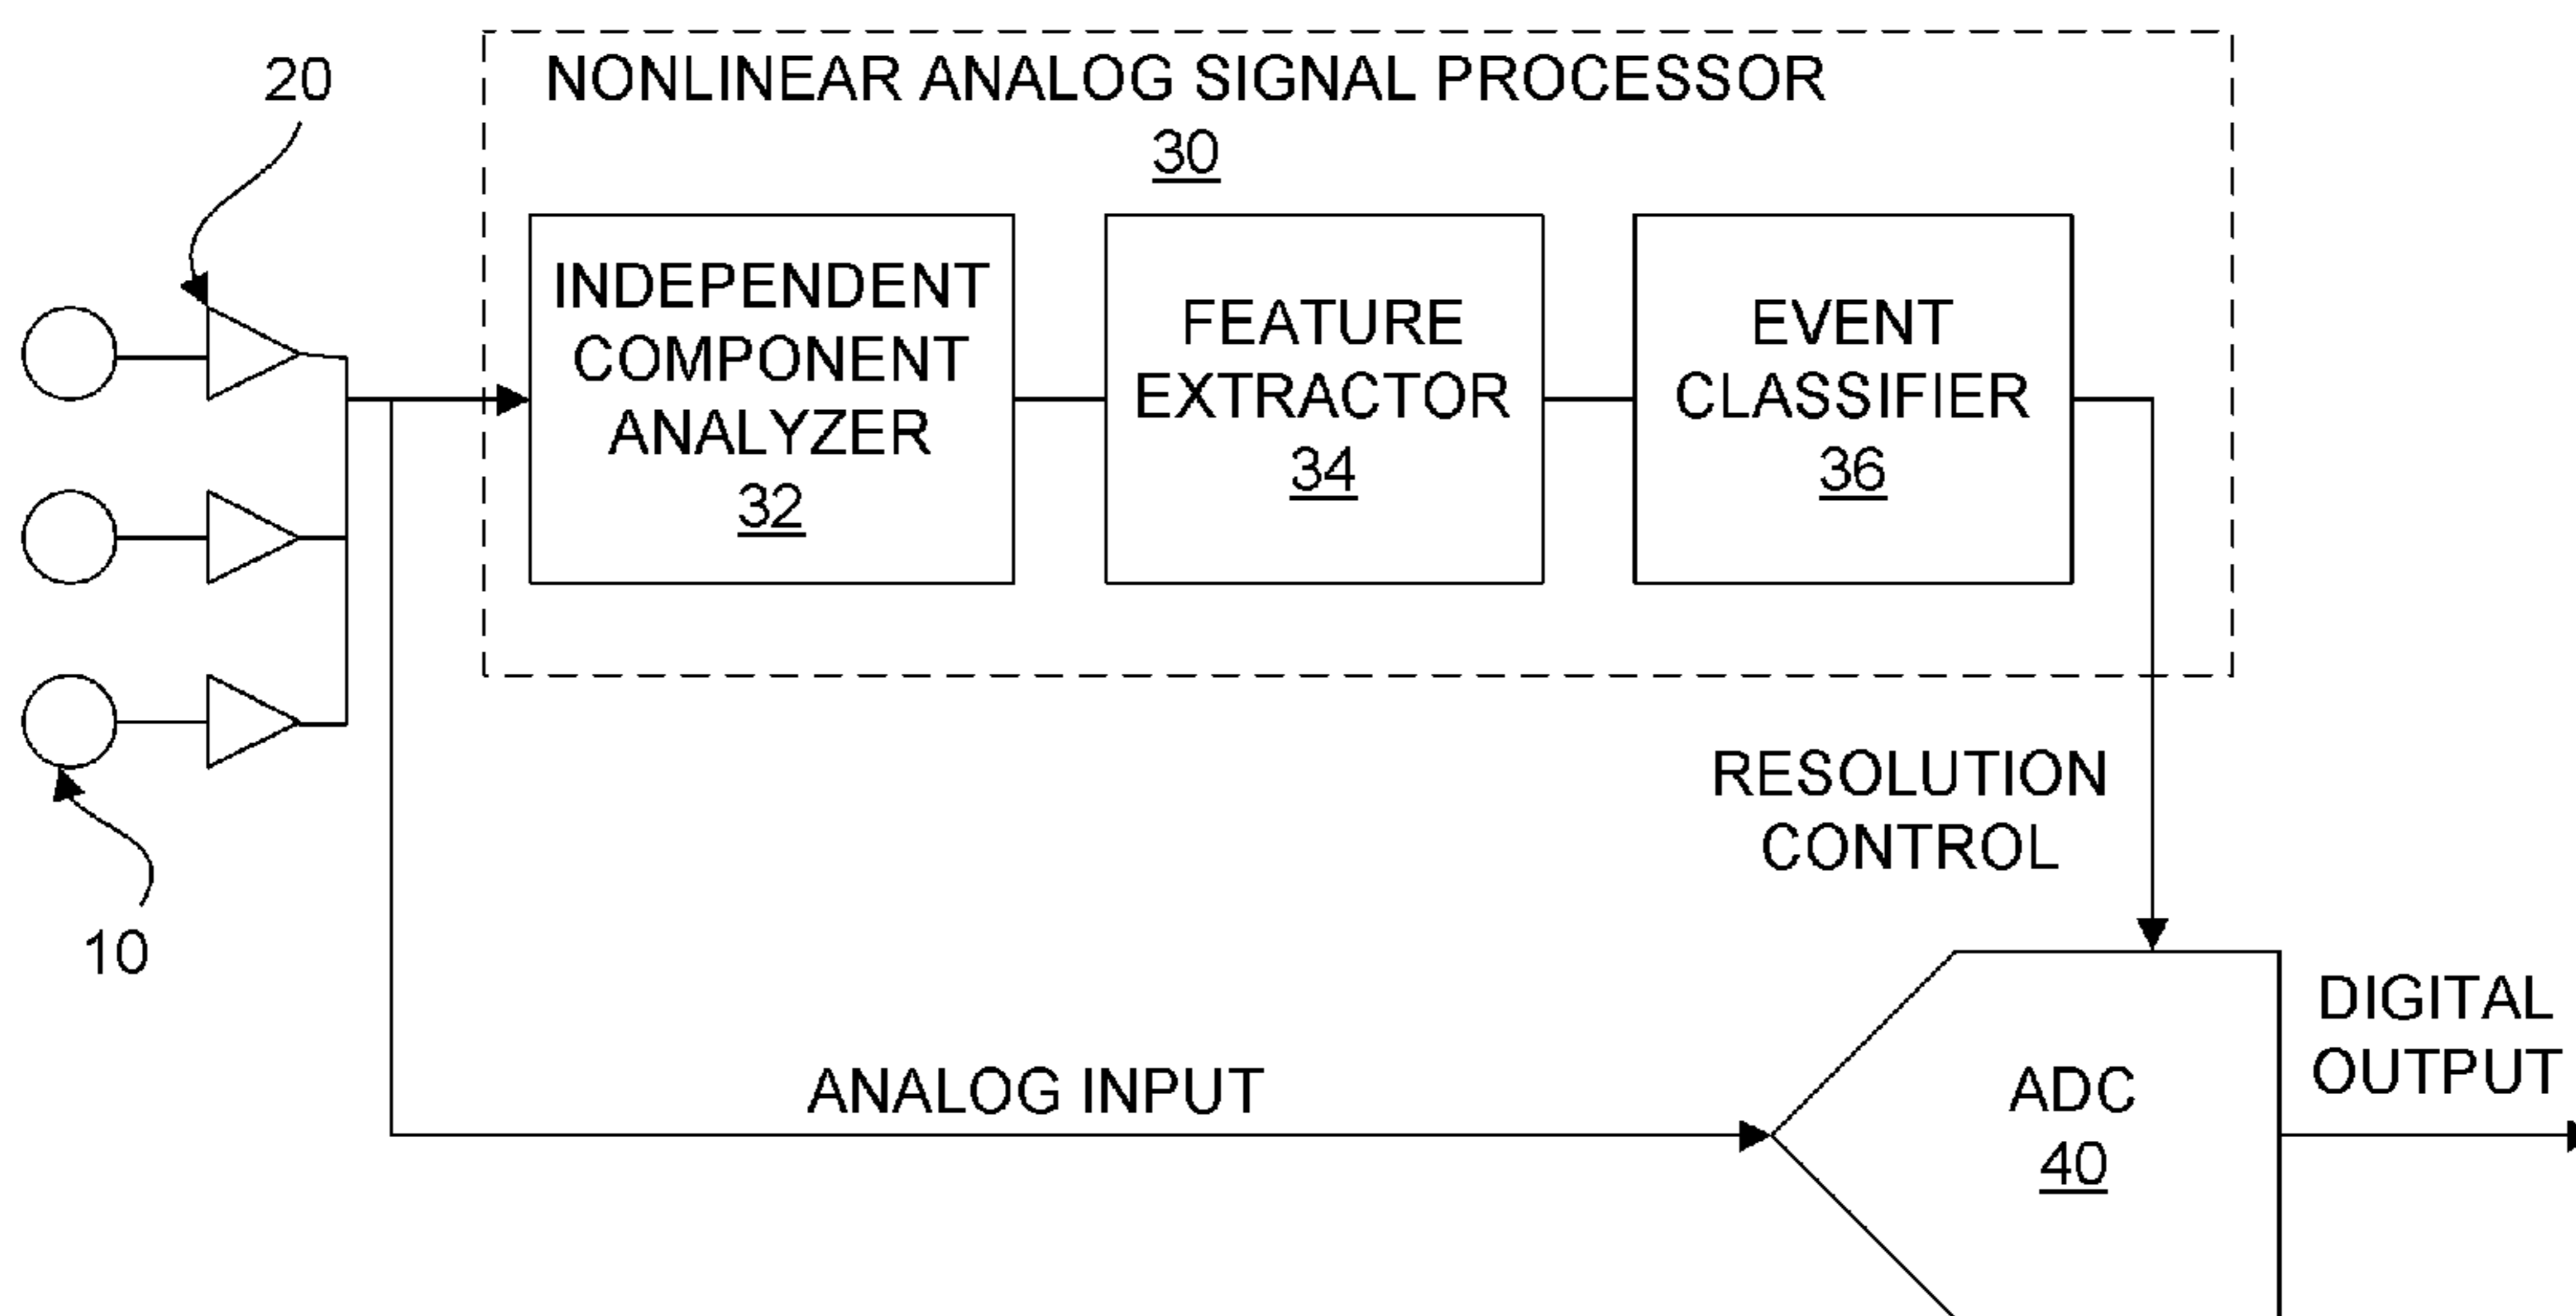 20
NONLINEAR ANALOG SIGNAL PROCESSOR
30
INDEPENDENT
COMPONENT
ANALYZER
32
FEATURE
EXTRACTOR
34
EVENT
CLASSIFIER
36
10
RESOLUTION
CONTROL
ANALOG INPUT
ADC
40
DIGITAL
OUTPUT